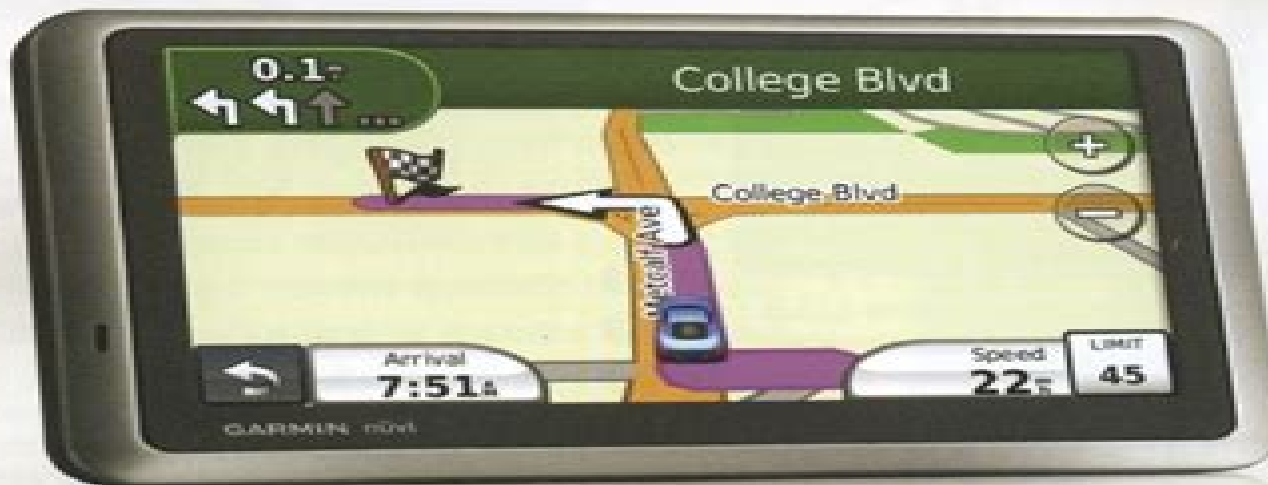 0.1
College Blvd
College Blvd
Metcalf Ave
Arrival
7:51
Speed
22
LIMIT
45
GARMIN nüvi